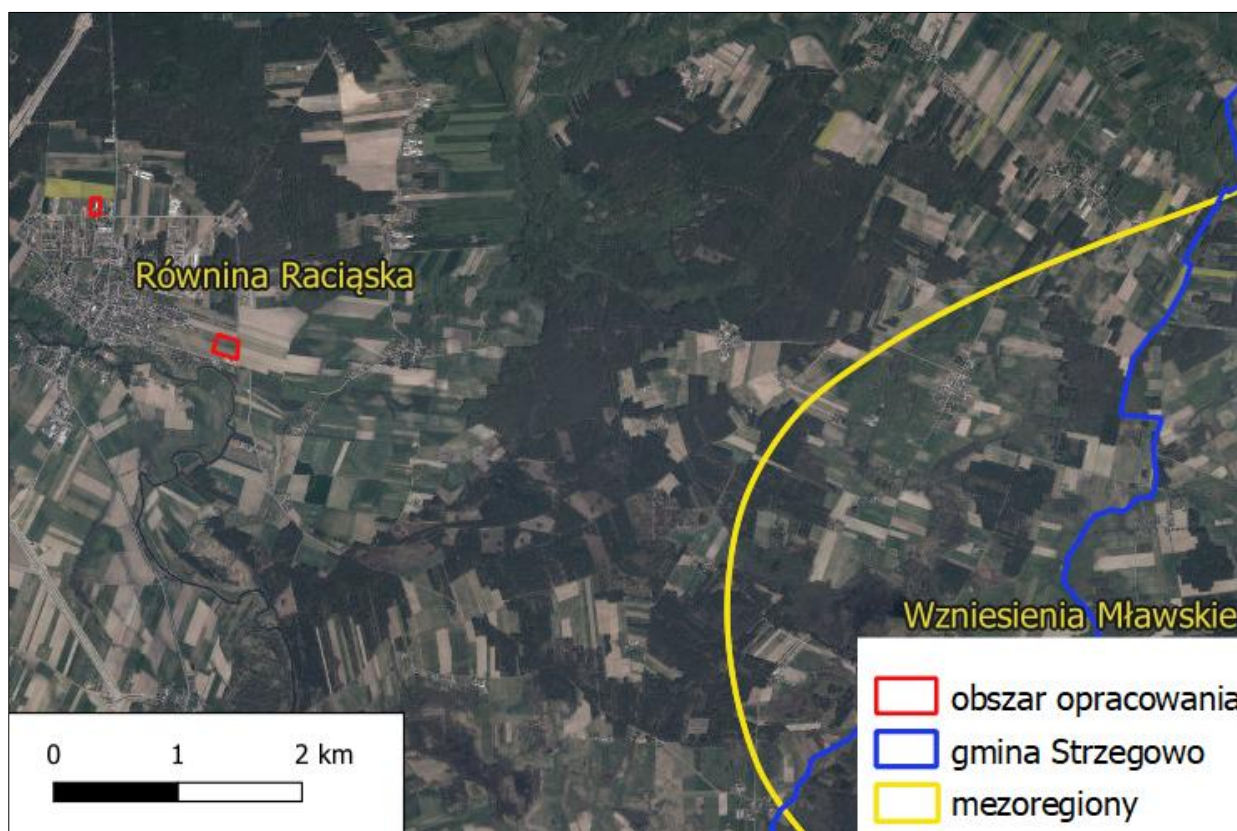 Równina Raciąska
Wzniesienia Mławskie
obszar opracowania
gmina Strzegowo
mezoregiony
0 1 2 km